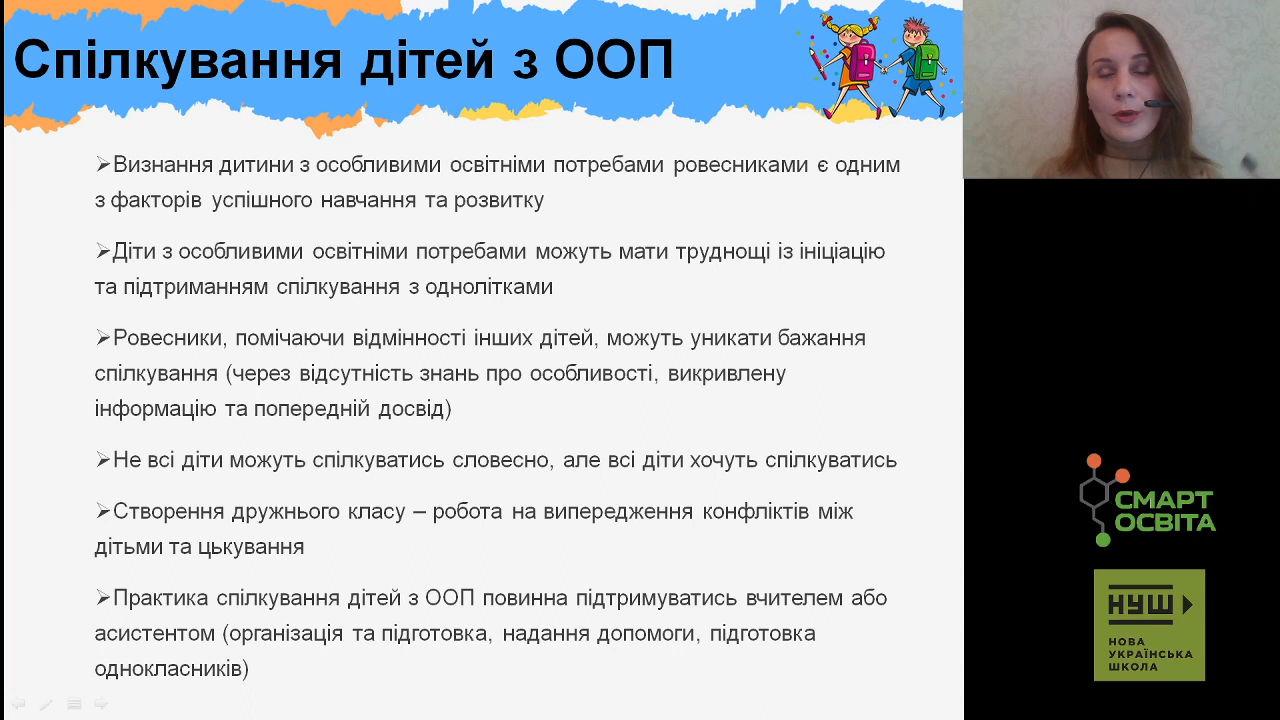 Спілкування дітей з ООП
➢Визнання дитини з особливими освітніми потребами ровесниками є одним
з факторів успішного навчання та розвитку
➢Діти з особливими освітніми потребами можуть мати труднощі із ініціацією
та підтриманням спілкування з однолітками
➢Ровесники, помічаючи відмінності інших дітей, можуть уникати бажання
спілкування (через відсутність знань про особливості, викривлену
інформацію та попередній досвід)
➢Не всі діти можуть спілкуватись словесно, але всі діти хочуть спілкуватись
➢Створення дружнього класу – робота на випередження конфліктів між
дітьми та цькування
➢Практика спілкування дітей з ООП повинна підтримуватись вчителем або
асистентом (організація та підготовка, надання допомоги, підготовка
однокласників)
СМАРТ
ОСВІТА
НУШ
НОВА
УКРАЇНСЬКА
ШКОЛА